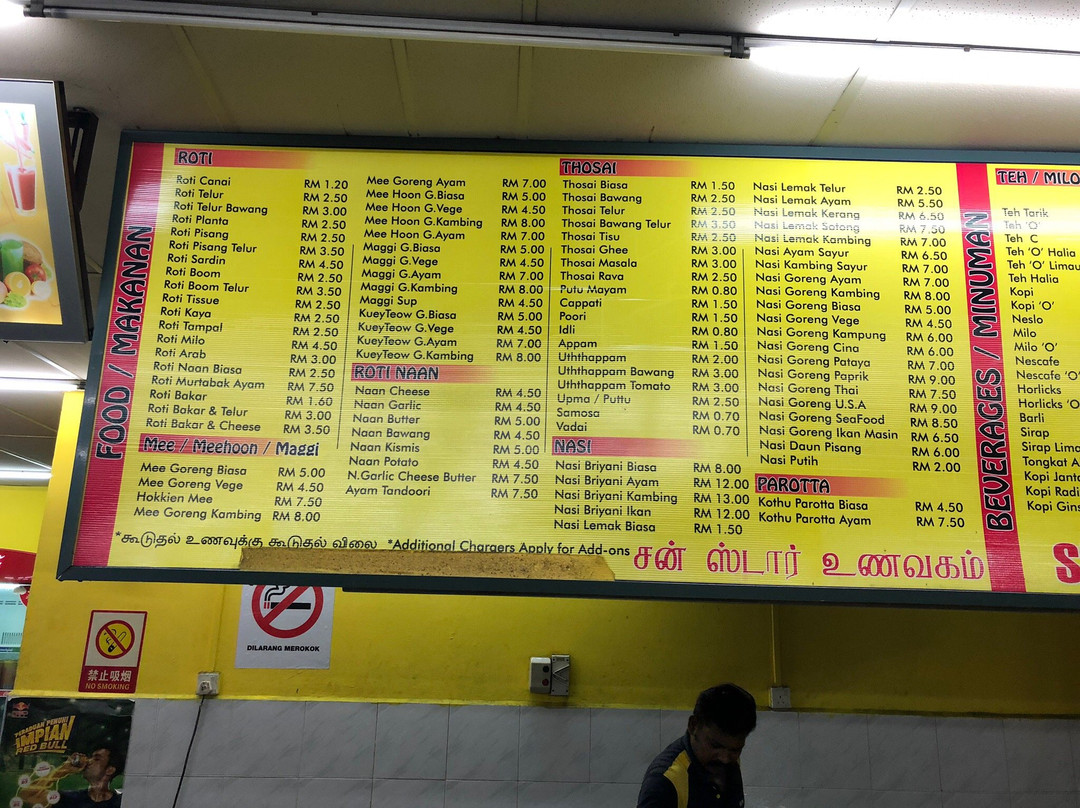 FOOD / MAKANAN
ROTI
Roti Canai RM 1.20
Roti Telur RM 2.50
Roti Telur Bawang RM 3.00
Roti Planta RM 2.50
Roti Pisang RM 2.50
Roti Pisang Telur RM 3.50
Roti Sardin RM 4.50
Roti Boom RM 2.50
Roti Boom Telur RM 3.50
Roti Tissue RM 2.50
Roti Kaya RM 2.50
Roti Tampal RM 2.50
Roti Milo RM 4.50
Roti Arab RM 3.00
Roti Naan Biasa RM 2.50
Roti Murtabak Ayam RM 7.50
Roti Bakar RM 1.60
Roti Bakar & Telur RM 3.00
Roti Bakar & Cheese RM 3.50
Mee / Meehoon / Maggi
Mee Goreng Biasa RM 5.00
Mee Goreng Vege RM 4.50
Hokkien Mee RM 7.50
Mee Goreng Kambing RM 8.00
Mee Goreng Ayam RM 7.00
Mee Hoon G.Biasa RM 5.00
Mee Hoon G.Vege RM 4.50
Mee Hoon G.Kambing RM 8.00
Mee Hoon G.Ayam RM 7.00
Maggi G.Biasa RM 5.00
Maggi G.Vege RM 4.50
Maggi G.Ayam RM 7.00
Maggi G.Kambing RM 8.00
Maggi Sup RM 4.50
KueyTeow G.Biasa RM 5.00
KueyTeow G.Vege RM 4.50
KueyTeow G.Ayam RM 7.00
KueyTeow G.Kambing RM 8.00
ROTI NAAN
Naan Cheese RM 4.50
Naan Garlic RM 4.50
Naan Butter RM 5.00
Naan Bawang RM 4.50
Naan Kismis RM 5.00
Naan Potato RM 4.50
N.Garlic Cheese Butter RM 7.50
Ayam Tandoori RM 7.50
THOSAI
Thosai Biasa RM 1.50
Thosai Bawang RM 2.50
Thosai Telur RM 2.50
Thosai Bawang Telur RM 3.50
Thosai Tisu RM 2.50
Thosai Ghee RM 3.00
Thosai Masala RM 3.00
Thosai Rava RM 2.50
Putu Mayam RM 0.80
Cappati RM 1.50
Poori RM 1.50
Idli RM 0.80
Appam RM 1.50
Uththappam RM 2.00
Uththappam Bawang RM 3.00
Uththappam Tomato RM 3.00
Upma / Puttu RM 2.50
Samosa RM 0.70
Vadai RM 0.70
NASI
Nasi Briyani Biasa RM 8.00
Nasi Briyani Ayam RM 12.00
Nasi Briyani Kambing RM 13.00
Nasi Briyani Ikan RM 12.00
Nasi Lemak Biasa RM 1.50
Nasi Lemak Telur RM 2.50
Nasi Lemak Ayam RM 5.50
Nasi Lemak Kerang RM 6.50
Nasi Lemak Sotong RM 7.50
Nasi Lemak Kambing RM 7.00
Nasi Ayam Sayur RM 6.50
Nasi Kambing Sayur RM 7.00
Nasi Goreng Ayam RM 7.00
Nasi Goreng Kambing RM 8.00
Nasi Goreng Biasa RM 5.00
Nasi Goreng Vege RM 4.50
Nasi Goreng Kampung RM 6.00
Nasi Goreng Cina RM 6.00
Nasi Goreng Pataya RM 7.00
Nasi Goreng Paprik RM 9.00
Nasi Goreng Thai RM 7.50
Nasi Goreng U.S.A RM 9.00
Nasi Goreng SeaFood RM 8.50
Nasi Goreng Ikan Masin RM 6.50
Nasi Daun Pisang RM 6.00
Nasi Putih RM 2.00
PAROTTA
Kothu Parotta Biasa RM 4.50
Kothu Parotta Ayam RM 7.50
*கூடுதல் உணவுக்கு கூடுதல் விலை *Additional Chargers Apply for Add-ons
சன் ஸ்டார் உணவகம்
BEVERAGES / MINUMAN
TEH / MILO
Teh Tarik
Teh 'O'
Teh C
Teh 'O' Halia
Teh 'O' Limau
Teh Halia
Kopi
Kopi 'O'
Neslo
Milo
Milo 'O'
Nescafe
Nescafe 'O'
Horlicks
Horlicks 'O
Barli
Sirap
Sirap Lima
Tongkat A
Kopi Jant
Kopi Radi
Kopi Gins
S
DILARANG MEROKOK
禁止吸烟
NO SMOKING
PERADUAN PENUH
IMPIAN
RED BULL